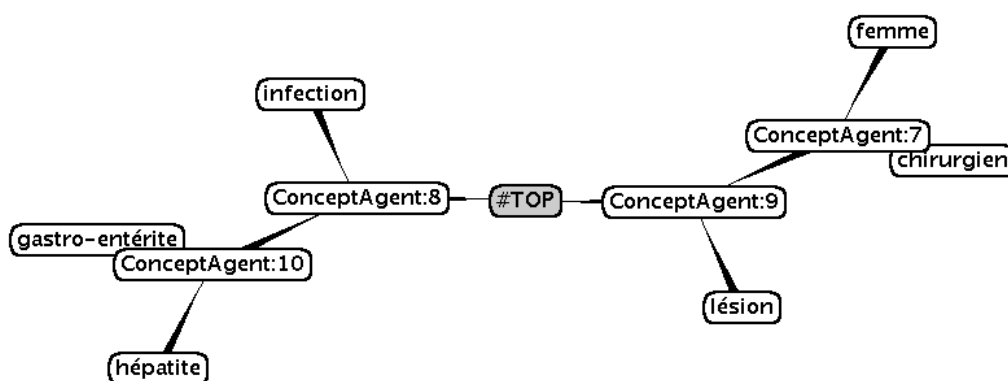 femme
infection
ConceptAgent:7
chirurgien
ConceptAgent:8
#TOP
ConceptAgent:9
gastro-entérite
ConceptAgent:10
lésion
hépatite